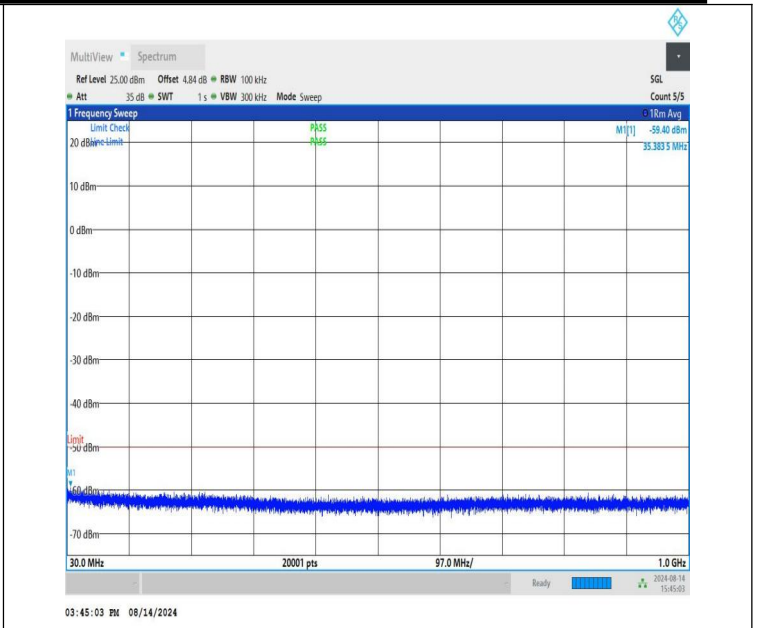 R S
MultiView Spectrum
Ref Level 25.00 dBm Offset 4.84 dB RBW 100 kHz SGL
Att 35 dB SWT 1 s VBW 300 kHz Mode Sweep Count 5/5
1 Frequency Sweep 1Rm Avg
Limit Check PASS M1[1] -59.40 dBm
20 dBm Line Limit PASS 35.383 5 MHz
10 dBm
0 dBm
-10 dBm
-20 dBm
-30 dBm
-40 dBm
Limit
-50 dBm
M1
-60 dBm
-70 dBm
30.0 MHz 20001 pts 97.0 MHz/ 1.0 GHz
Ready 2024-08-14
15:45:03
03:45:03 PM 08/14/2024